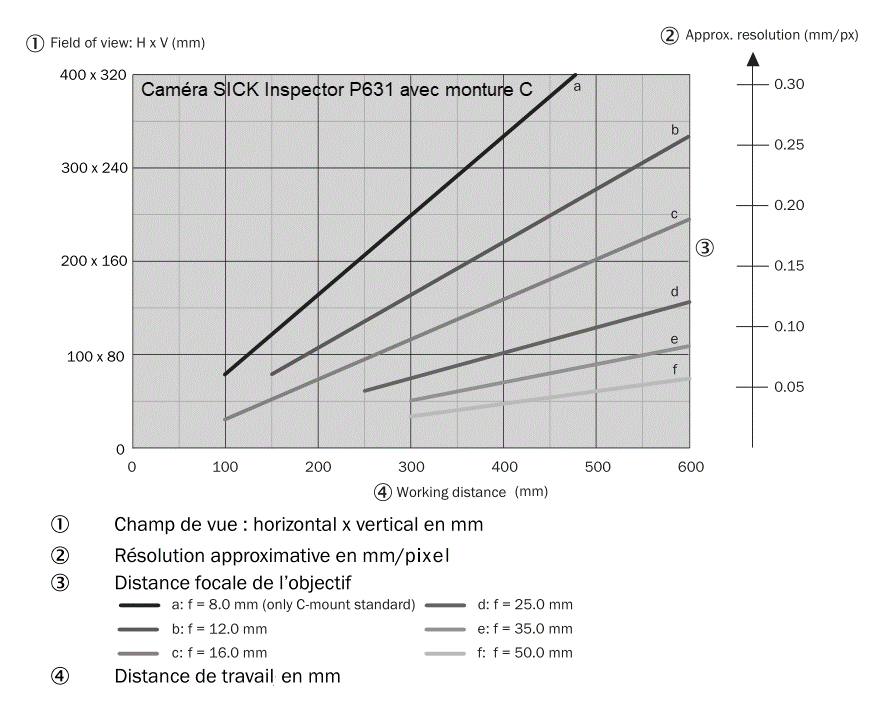 ① Field of view: H x V (mm)
② Approx. resolution (mm/px)
400 x 320
Caméra SICK Inspector P631 avec monture C
a
0.30
b
0.25
300 x 240
c
0.20
③
200 x 160
0.15
d
0.10
e
100 x 80
f
0.05
0
0 100 200 300 400 500 600
④ Working distance (mm)
① Champ de vue : horizontal x vertical en mm
② Résolution approximative en mm/pixel
③ Distance focale de l'objectif
a: f = 8.0 mm (only C-mount standard) d: f = 25.0 mm
b: f = 12.0 mm e: f = 35.0 mm
c: f = 16.0 mm f: f = 50.0 mm
④ Distance de travail en mm